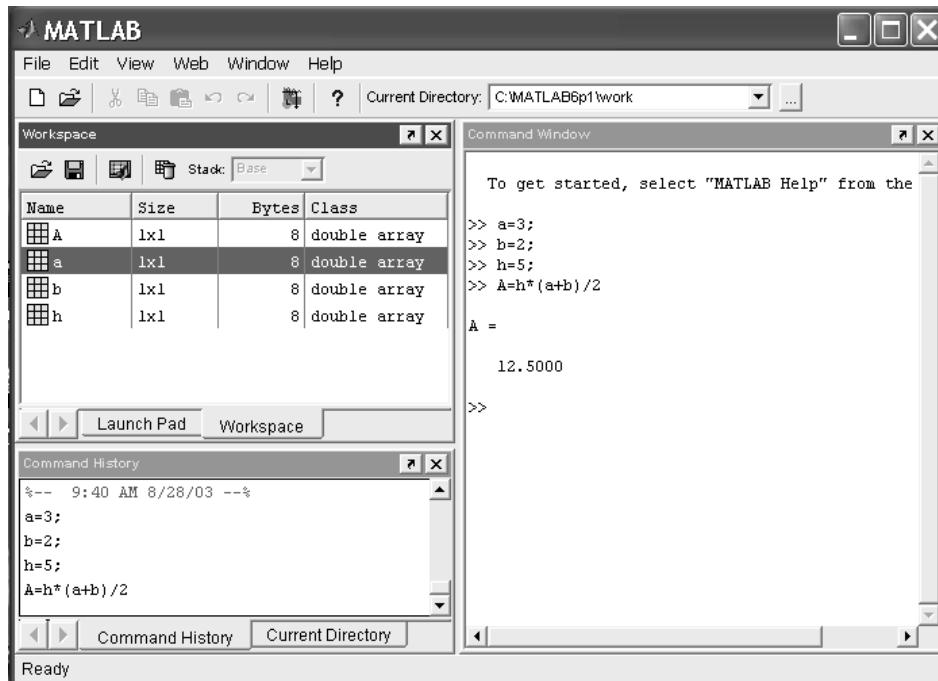 MATLAB
File Edit View Web Window Help
? Current Directory: C:\MATLAB6p1\work ...
Workspace
Stack: Base
Name Size Bytes Class
A 1x1 8 double array
a 1x1 8 double array
b 1x1 8 double array
h 1x1 8 double array
Launch Pad Workspace
Command History
%-- 9:40 AM 8/28/03 --%
a=3;
b=2;
h=5;
A=h*(a+b)/2
Command History Current Directory
Command Window
To get started, select "MATLAB Help" from the
>> a=3;
>> b=2;
>> h=5;
>> A=h*(a+b)/2
A =
12.5000
>>
Ready